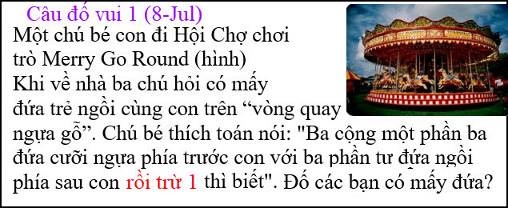 Câu đố vui 1 (8-Jul)
Một chú bé con đi Hội Chợ chơi
trò Merry Go Round (hình)
Khi về nhà ba chú hỏi có mấy
đứa trẻ ngồi cùng con trên “vòng quay
ngựa gỗ”. Chú bé thích toán nói: "Ba cộng một phần ba
đứa cưỡi ngựa phía trước con với ba phần tư đứa ngồi
phía sau con rồi trừ 1 thì biết". Đố các bạn có mấy đứa?